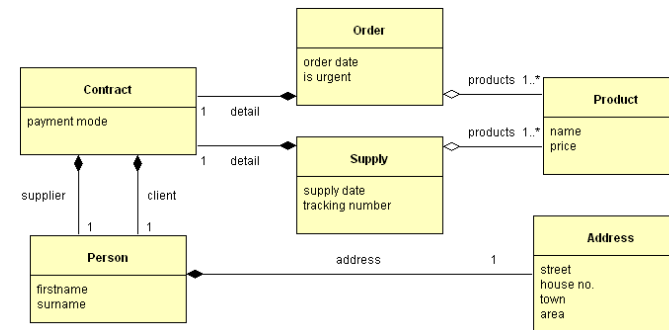 Order
order date
is urgent
products 1..*
Contract
payment mode
1 detail
Product
name
price
products 1..*
1 detail
Supply
supply date
tracking number
supplier
client
1
1
Person
firstname
surname
address
1
Address
street
house no.
town
area